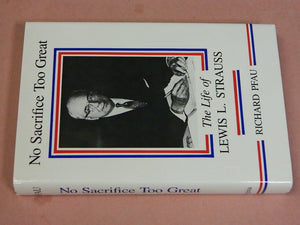 No Sacrifice Too Great
The Life of
LEWIS L. STRAUSS
RICHARD PFAU
PFAU
No Sacrifice Too Great